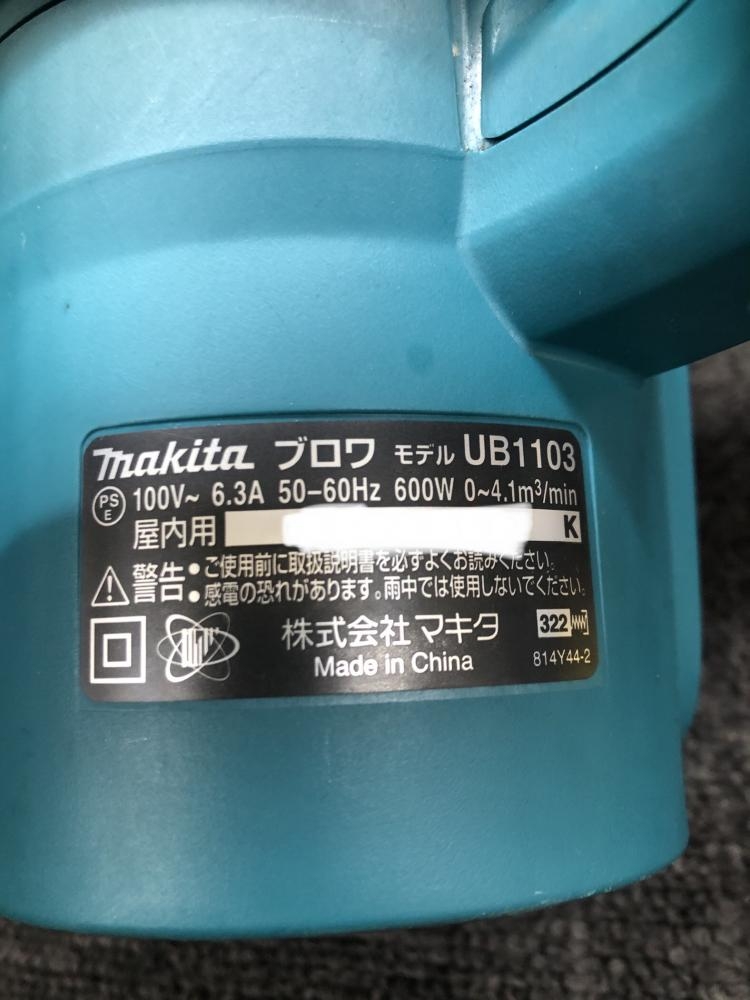 makita ブロワ モデル UB1103
PS E 100V~ 6.3A 50-60Hz 600W 0~4.1m³/min
屋内用 K
警告 ●ご使用前に取扱説明書を必ずよくお読みください。
●感電の恐れがあります。雨中では使用しないでください。
株式会社 マキタ 322
Made in China 814Y44-2